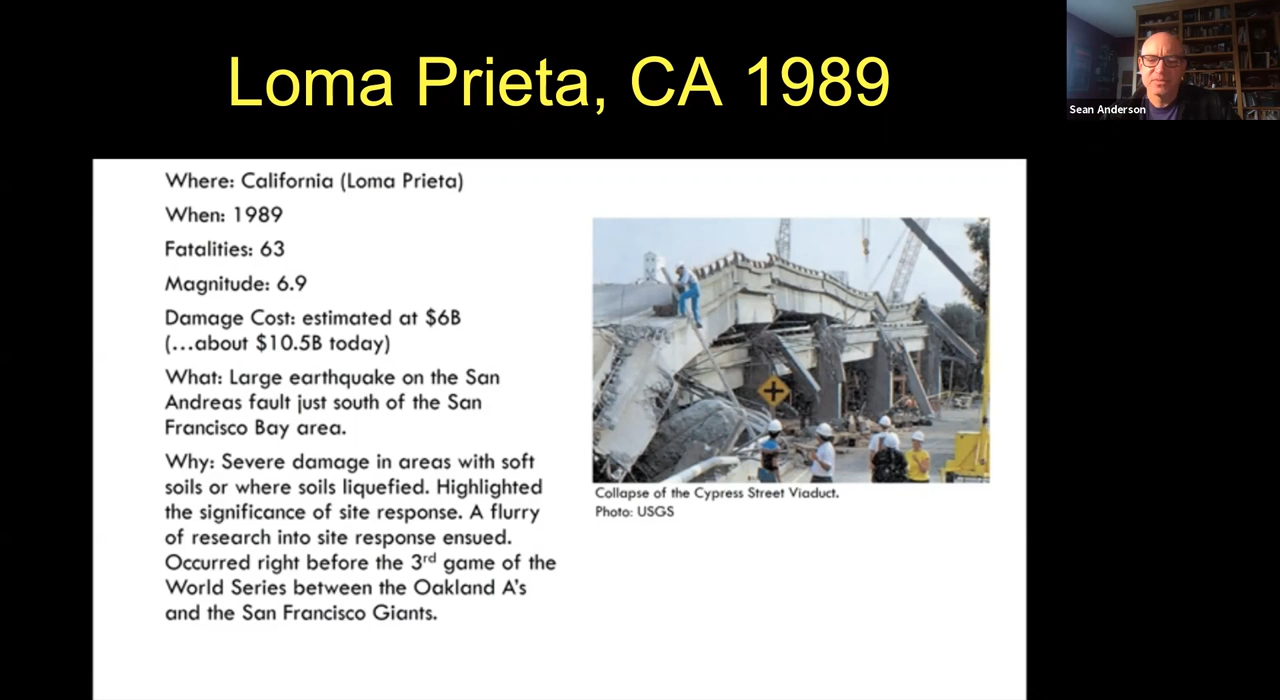 Loma Prieta, CA 1989
Sean Anderson
Where: California (Loma Prieta)
When: 1989
Fatalities: 63
Magnitude: 6.9
Damage Cost: estimated at $6B
(...about $10.5B today)
What: Large earthquake on the San
Andreas fault just south of the San
Francisco Bay area.
Why: Severe damage in areas with soft
soils or where soils liquefied. Highlighted
the significance of site response. A flurry
of research into site response ensued.
Occurred right before the 3rd game of the
World Series between the Oakland A's
and the San Francisco Giants.
Collapse of the Cypress Street Viaduct.
Photo: USGS